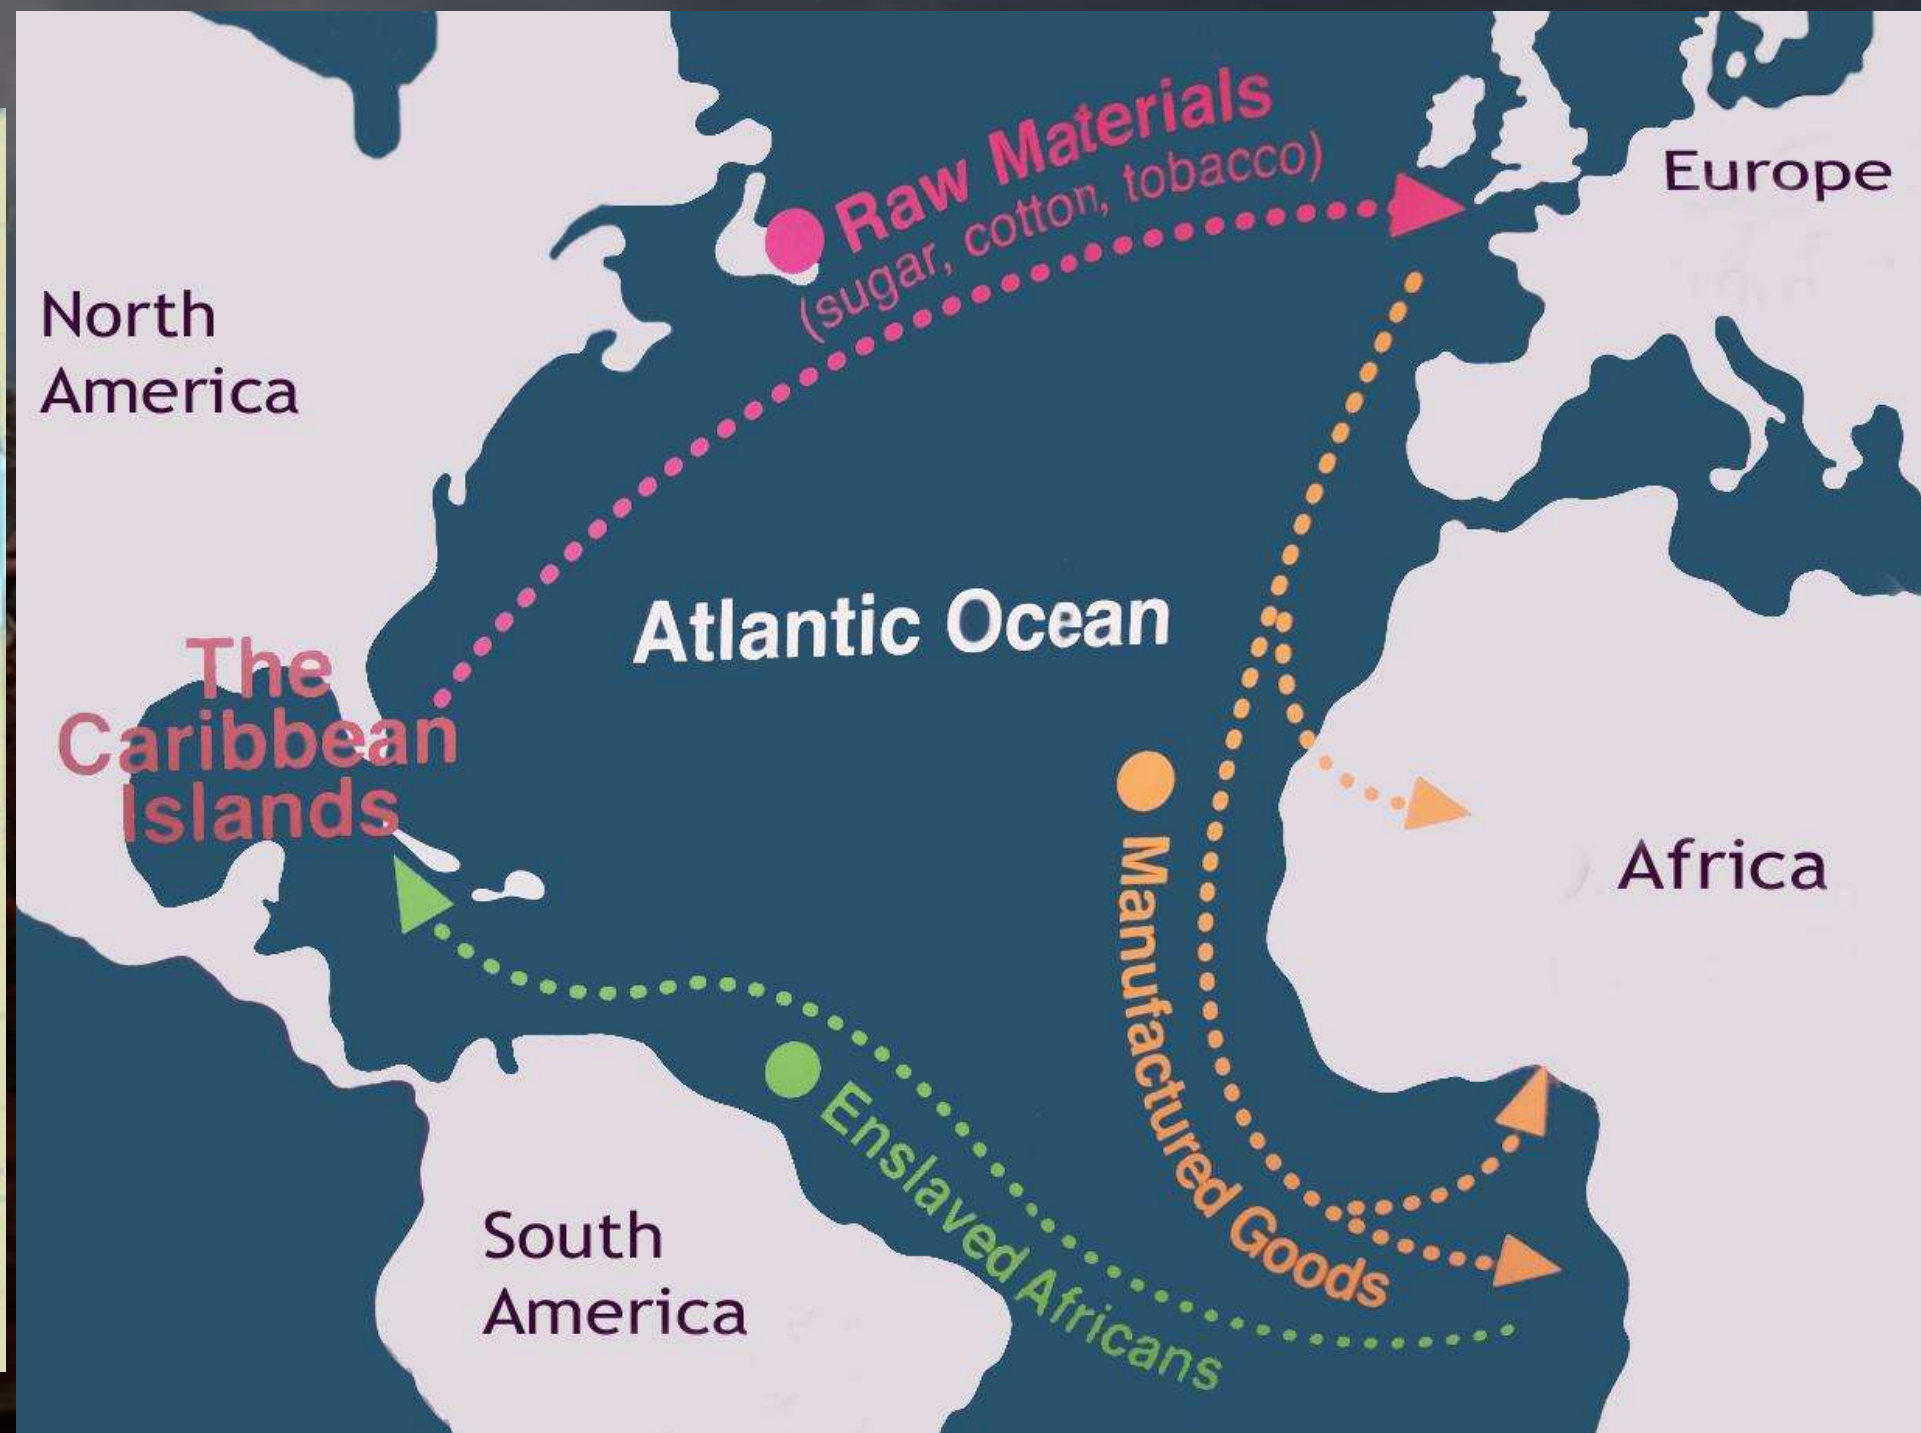 Raw Materials
(sugar, cotton, tobacco)
Europe
North
America
Atlantic Ocean
The
Caribbean
Islands
Manufactured Goods
Africa
Enslaved Africans
South
America